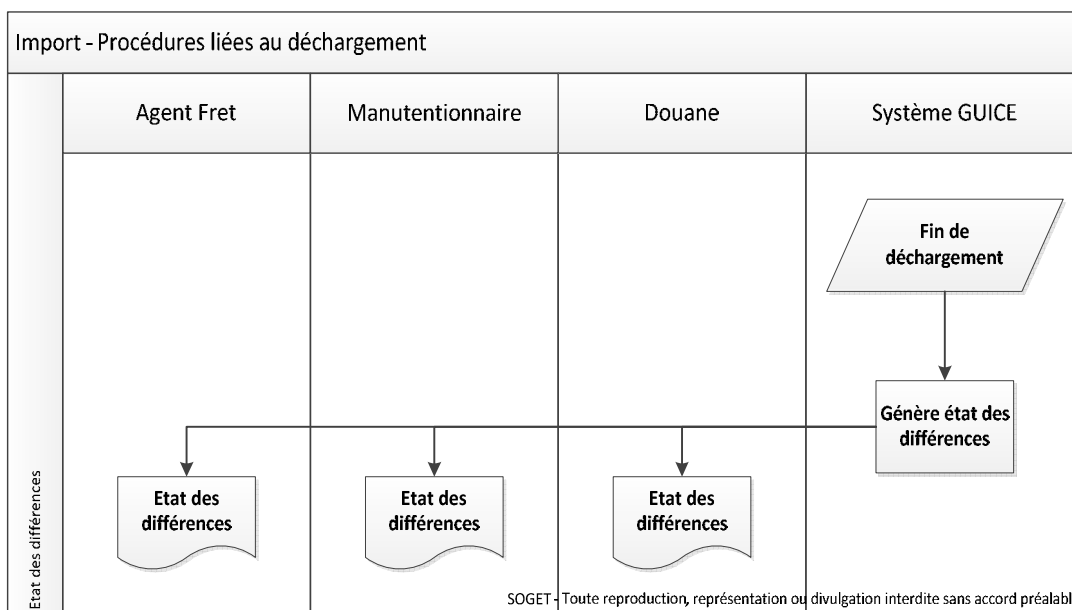 Import - Procédures liées au déchargement
Agent Fret
Manutentionnaire
Douane
Système GUICE
Fin de
déchargement
Génère état des
différences
Etat des
différences
Etat des
différences
Etat des
différences
Etat des différences
SOGET - Toute reproduction, représentation ou divulgation interdite sans accord préalabl